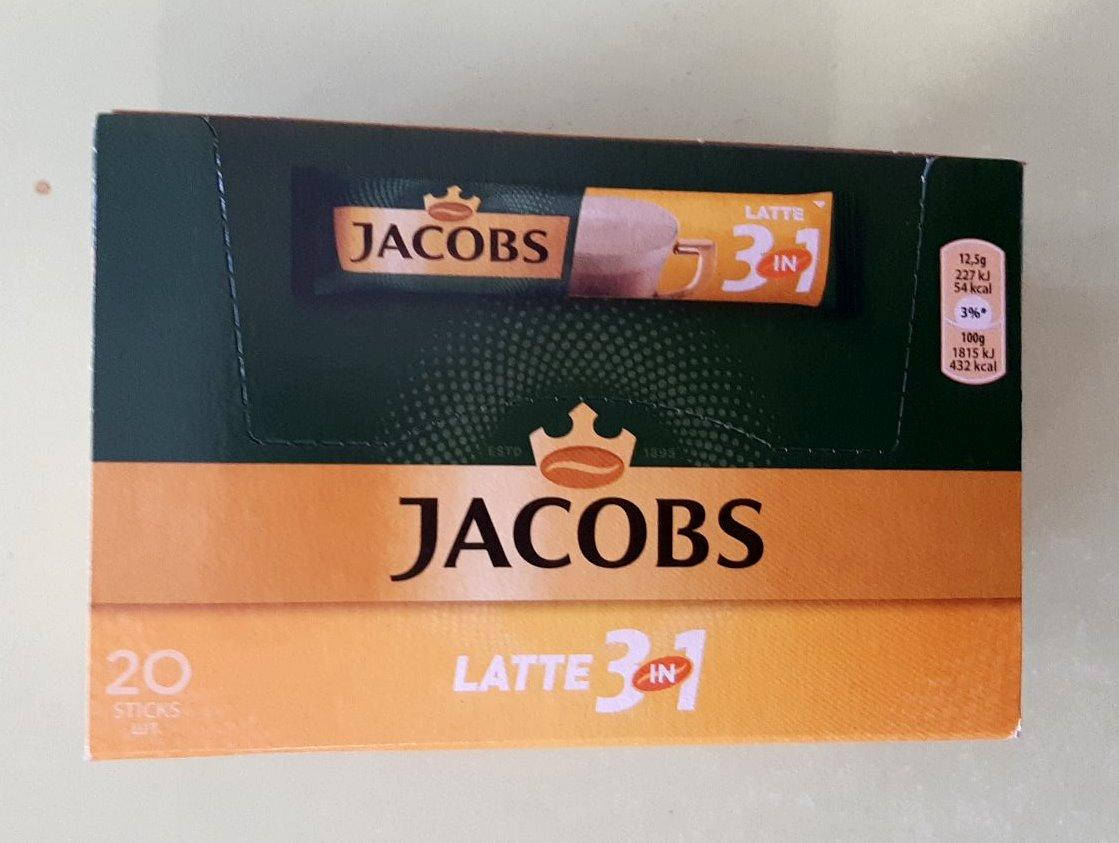 JACOBS
LATTE
3 IN 1
12,5g
227 kJ
54 kcal
3%*
100g
1815 kJ
432 kcal
ESTD 1895
JACOBS
LATTE 3 IN 1
20
STICKS
шт.